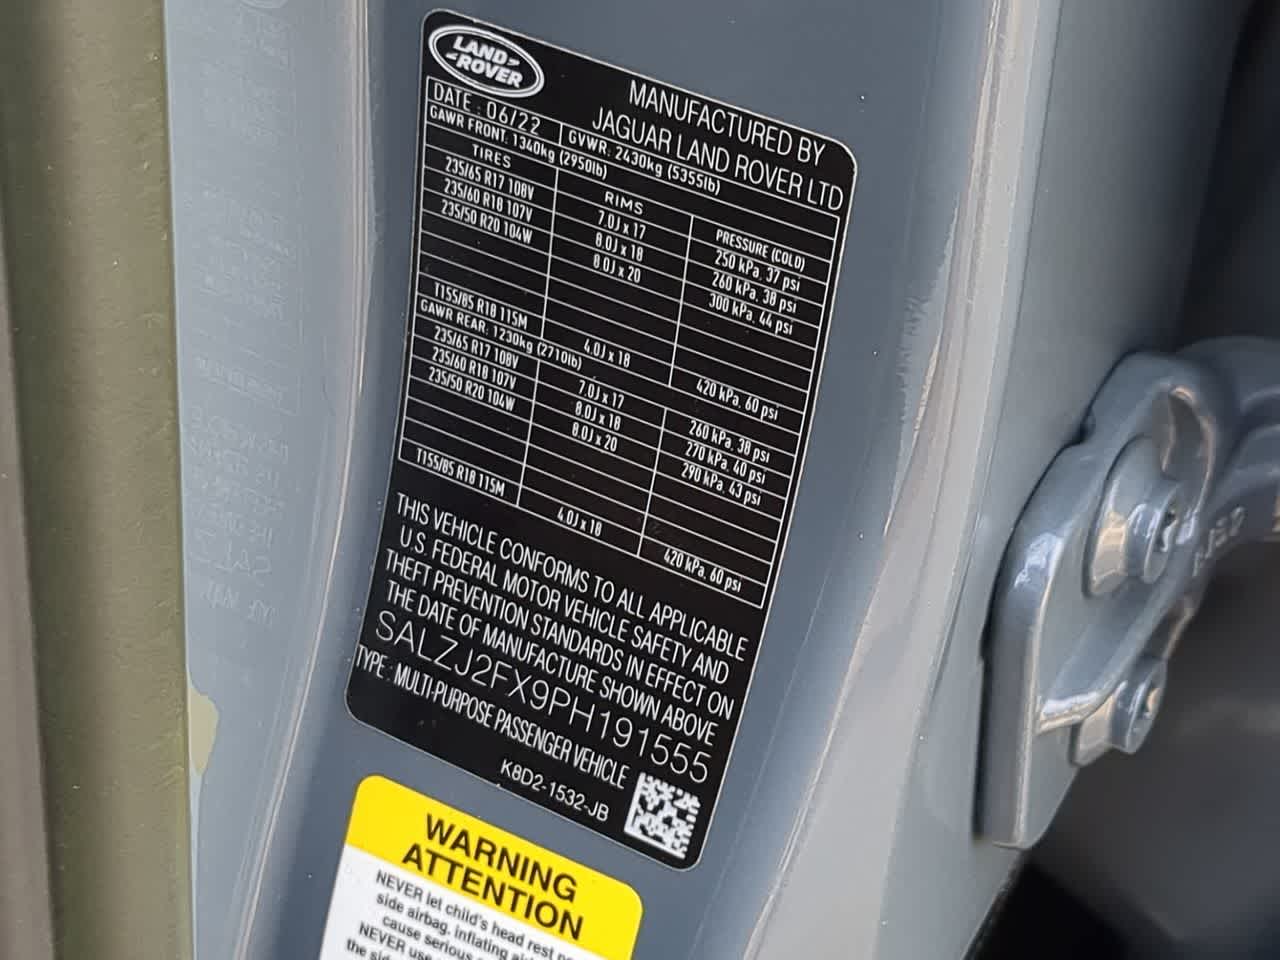 LAND
ROVER
MANUFACTURED BY
JAGUAR LAND ROVER LTD
DATE : 06/22 GVWR: 2430kg (5355lb)
GAWR FRONT: 1340kg (2950lb)
TIRES RIMS PRESSURE (COLD)
235/65 R17 108V 7.0J x 17 250 kPa, 37 psi
235/60 R18 107V 8.0J x 18 260 kPa, 38 psi
235/50 R20 104W 8.0J x 20 300 kPa, 44 psi
T155/85 R18 115M 4.0J x 18 420 kPa, 60 psi
GAWR REAR: 1230kg (2710lb)
235/65 R17 108V 7.0J x 17 260 kPa, 38 psi
235/60 R18 107V 8.0J x 18 270 kPa, 40 psi
235/50 R20 104W 8.0J x 20 290 kPa, 43 psi
T155/85 R18 115M 4.0J x 18 420 kPa, 60 psi
THIS VEHICLE CONFORMS TO ALL APPLICABLE
U.S. FEDERAL MOTOR VEHICLE SAFETY AND
THEFT PREVENTION STANDARDS IN EFFECT ON
THE DATE OF MANUFACTURE SHOWN ABOVE
SALZJ2FX9PH191555
TYPE : MULTI-PURPOSE PASSENGER VEHICLE
K8D2-1532-JB
WARNING
ATTENTION
NEVER let child's head rest
side airbag, inflating
cause serious
NEVER use
the